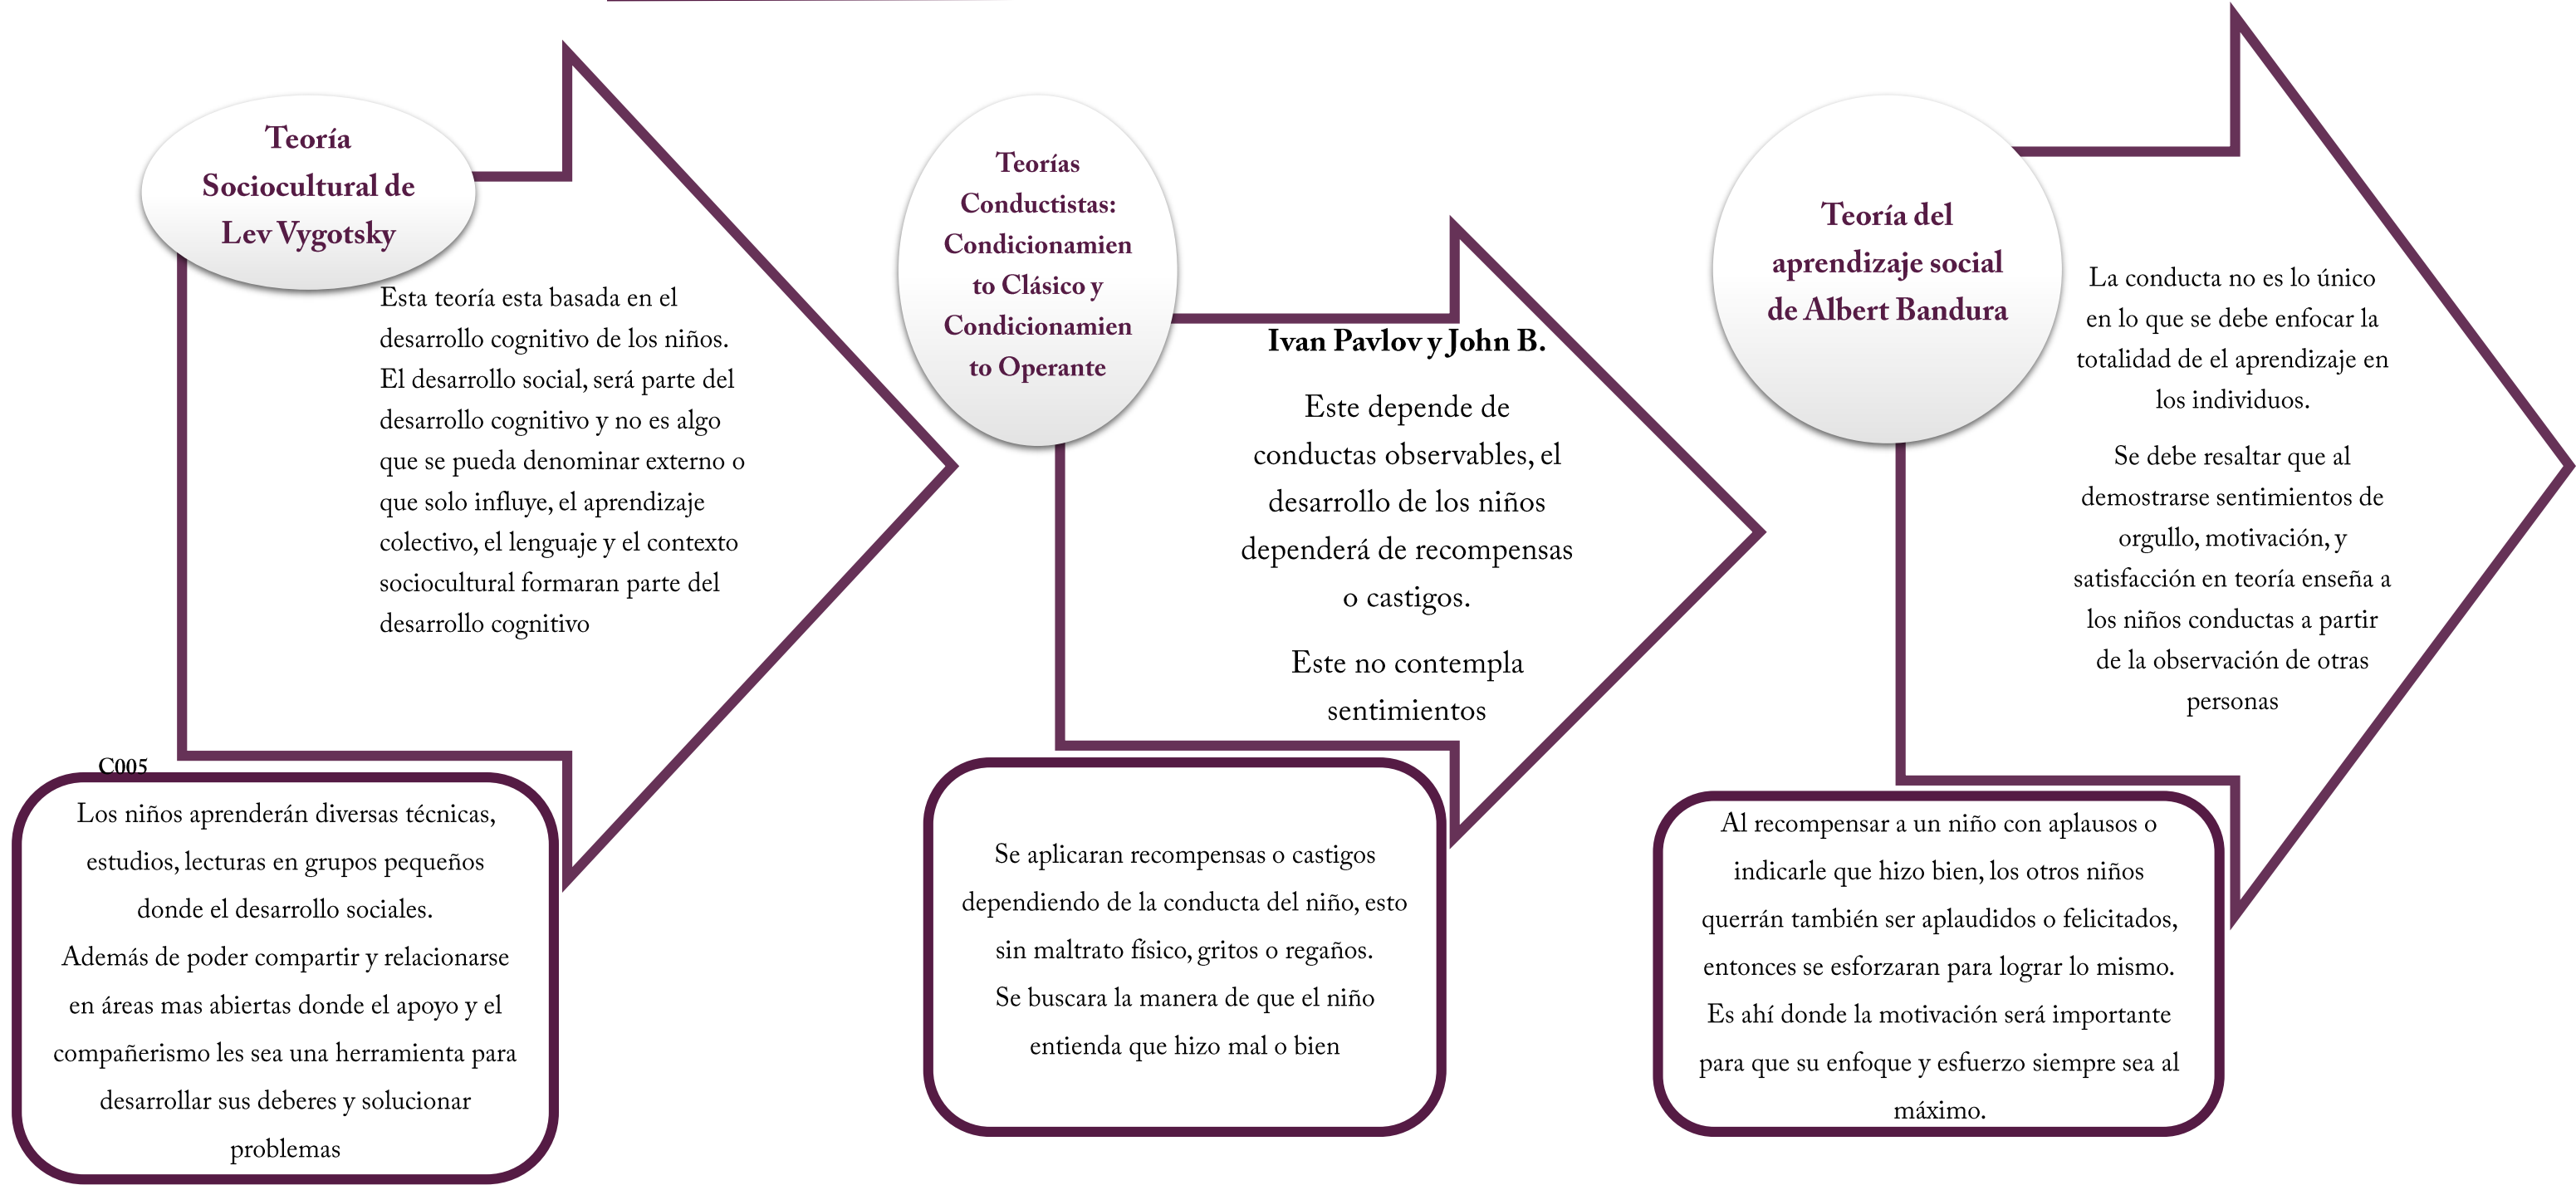 Teoría
Sociocultural de
Lev Vygotsky
Esta teoría esta basada en el
desarrollo cognitivo de los niños.
El desarrollo social, será parte del
desarrollo cognitivo y no es algo
que se pueda denominar externo o
que solo influye, el aprendizaje
colectivo, el lenguaje y el contexto
sociocultural formaran parte del
desarrollo cognitivo
C005
Los niños aprenderán diversas técnicas,
estudios, lecturas en grupos pequeños
donde el desarrollo sociales.
Además de poder compartir y relacionarse
en áreas mas abiertas donde el apoyo y el
compañerismo les sea una herramienta para
desarrollar sus deberes y solucionar
problemas
Teorías
Conductistas:
Condicionamien
to Clásico y
Condicionamien
to Operante
Ivan Pavlov y John B.
Este depende de
conductas observables, el
desarrollo de los niños
dependerá de recompensas
o castigos.
Este no contempla
sentimientos
Se aplicaran recompensas o castigos
dependiendo de la conducta del niño, esto
sin maltrato físico, gritos o regaños.
Se buscara la manera de que el niño
entienda que hizo mal o bien
Teoría del
aprendizaje social
de Albert Bandura
La conducta no es lo único
en lo que se debe enfocar la
totalidad de el aprendizaje en
los individuos.
Se debe resaltar que al
demostrarse sentimientos de
orgullo, motivación, y
satisfacción en teoría enseña a
los niños conductas a partir
de la observación de otras
personas
Al recompensar a un niño con aplausos o
indicarle que hizo bien, los otros niños
querrán también ser aplaudidos o felicitados,
entonces se esforzaran para lograr lo mismo.
Es ahí donde la motivación será importante
para que su enfoque y esfuerzo siempre sea al
máximo.